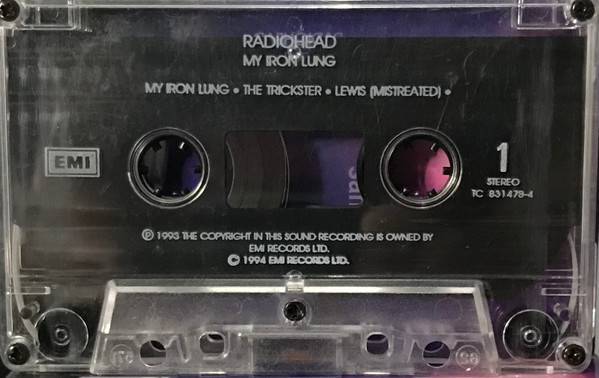 RADIOHEAD
MY IRON LUNG
MY IRON LUNG • THE TRICKSTER • LEWIS (MISTREATED) •
EMI
1
STEREO
TC 831478-4
℗ 1993 THE COPYRIGHT IN THIS SOUND RECORDING IS OWNED BY
EMI RECORDS LTD.
© 1994 EMI RECORDS LTD.